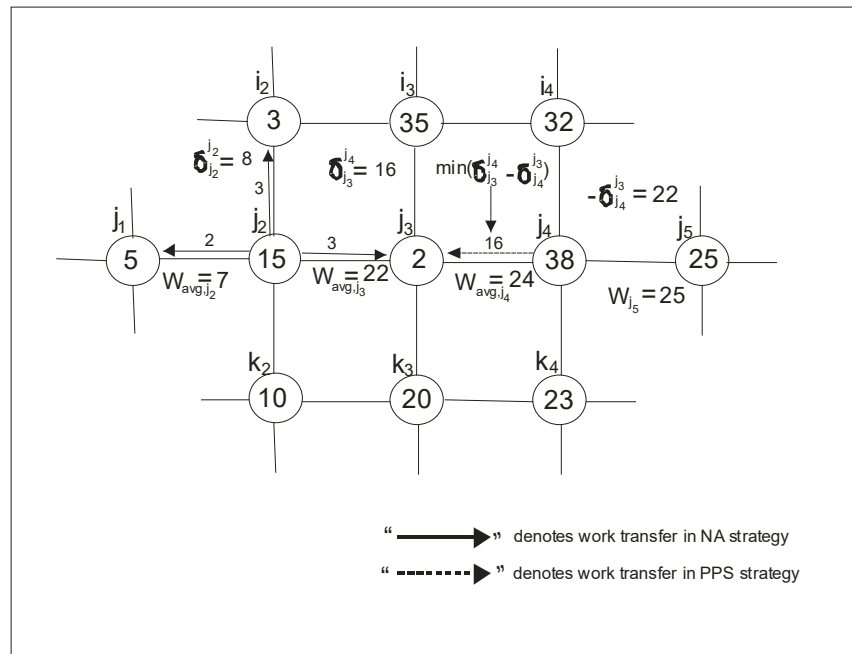 i₂ i₃ i₄
3 35 32
δ_{j₂}^{j₂} = 8 δ_{j₃}^{j₄} = 16 min(δ_{j₃}^{j₄} - δ_{j₄}^{j₃}) -δ_{j₄}^{j₃} = 22
3
j₁ j₂ j₃ j₄ j₅
2 3 16
5 15 2 38 25
W_{avg,j₂} = 7 W_{avg,j₃} = 22 W_{avg,j₄} = 24 W_{j₅} = 25
k₂ k₃ k₄
10 20 23
“ ” denotes work transfer in NA strategy
“ ” denotes work transfer in PPS strategy